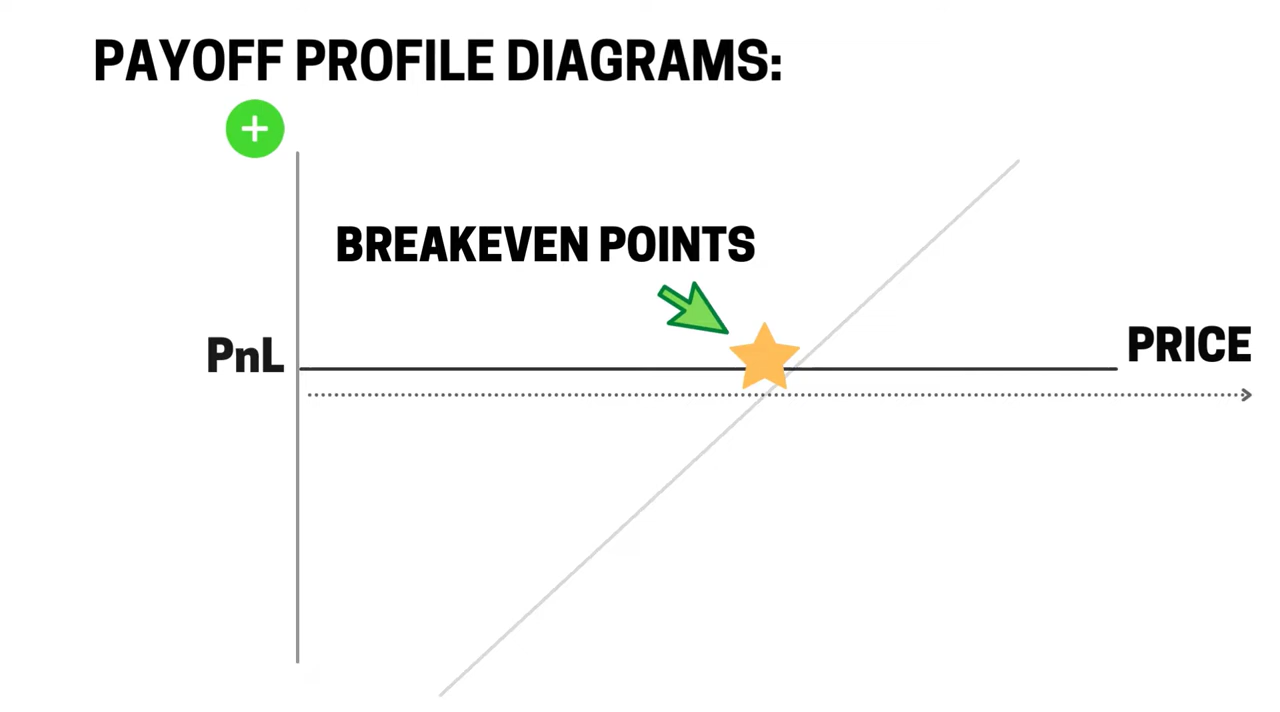 PAYOFF PROFILE DIAGRAMS:
+
BREAKEVEN POINTS
PnL
PRICE